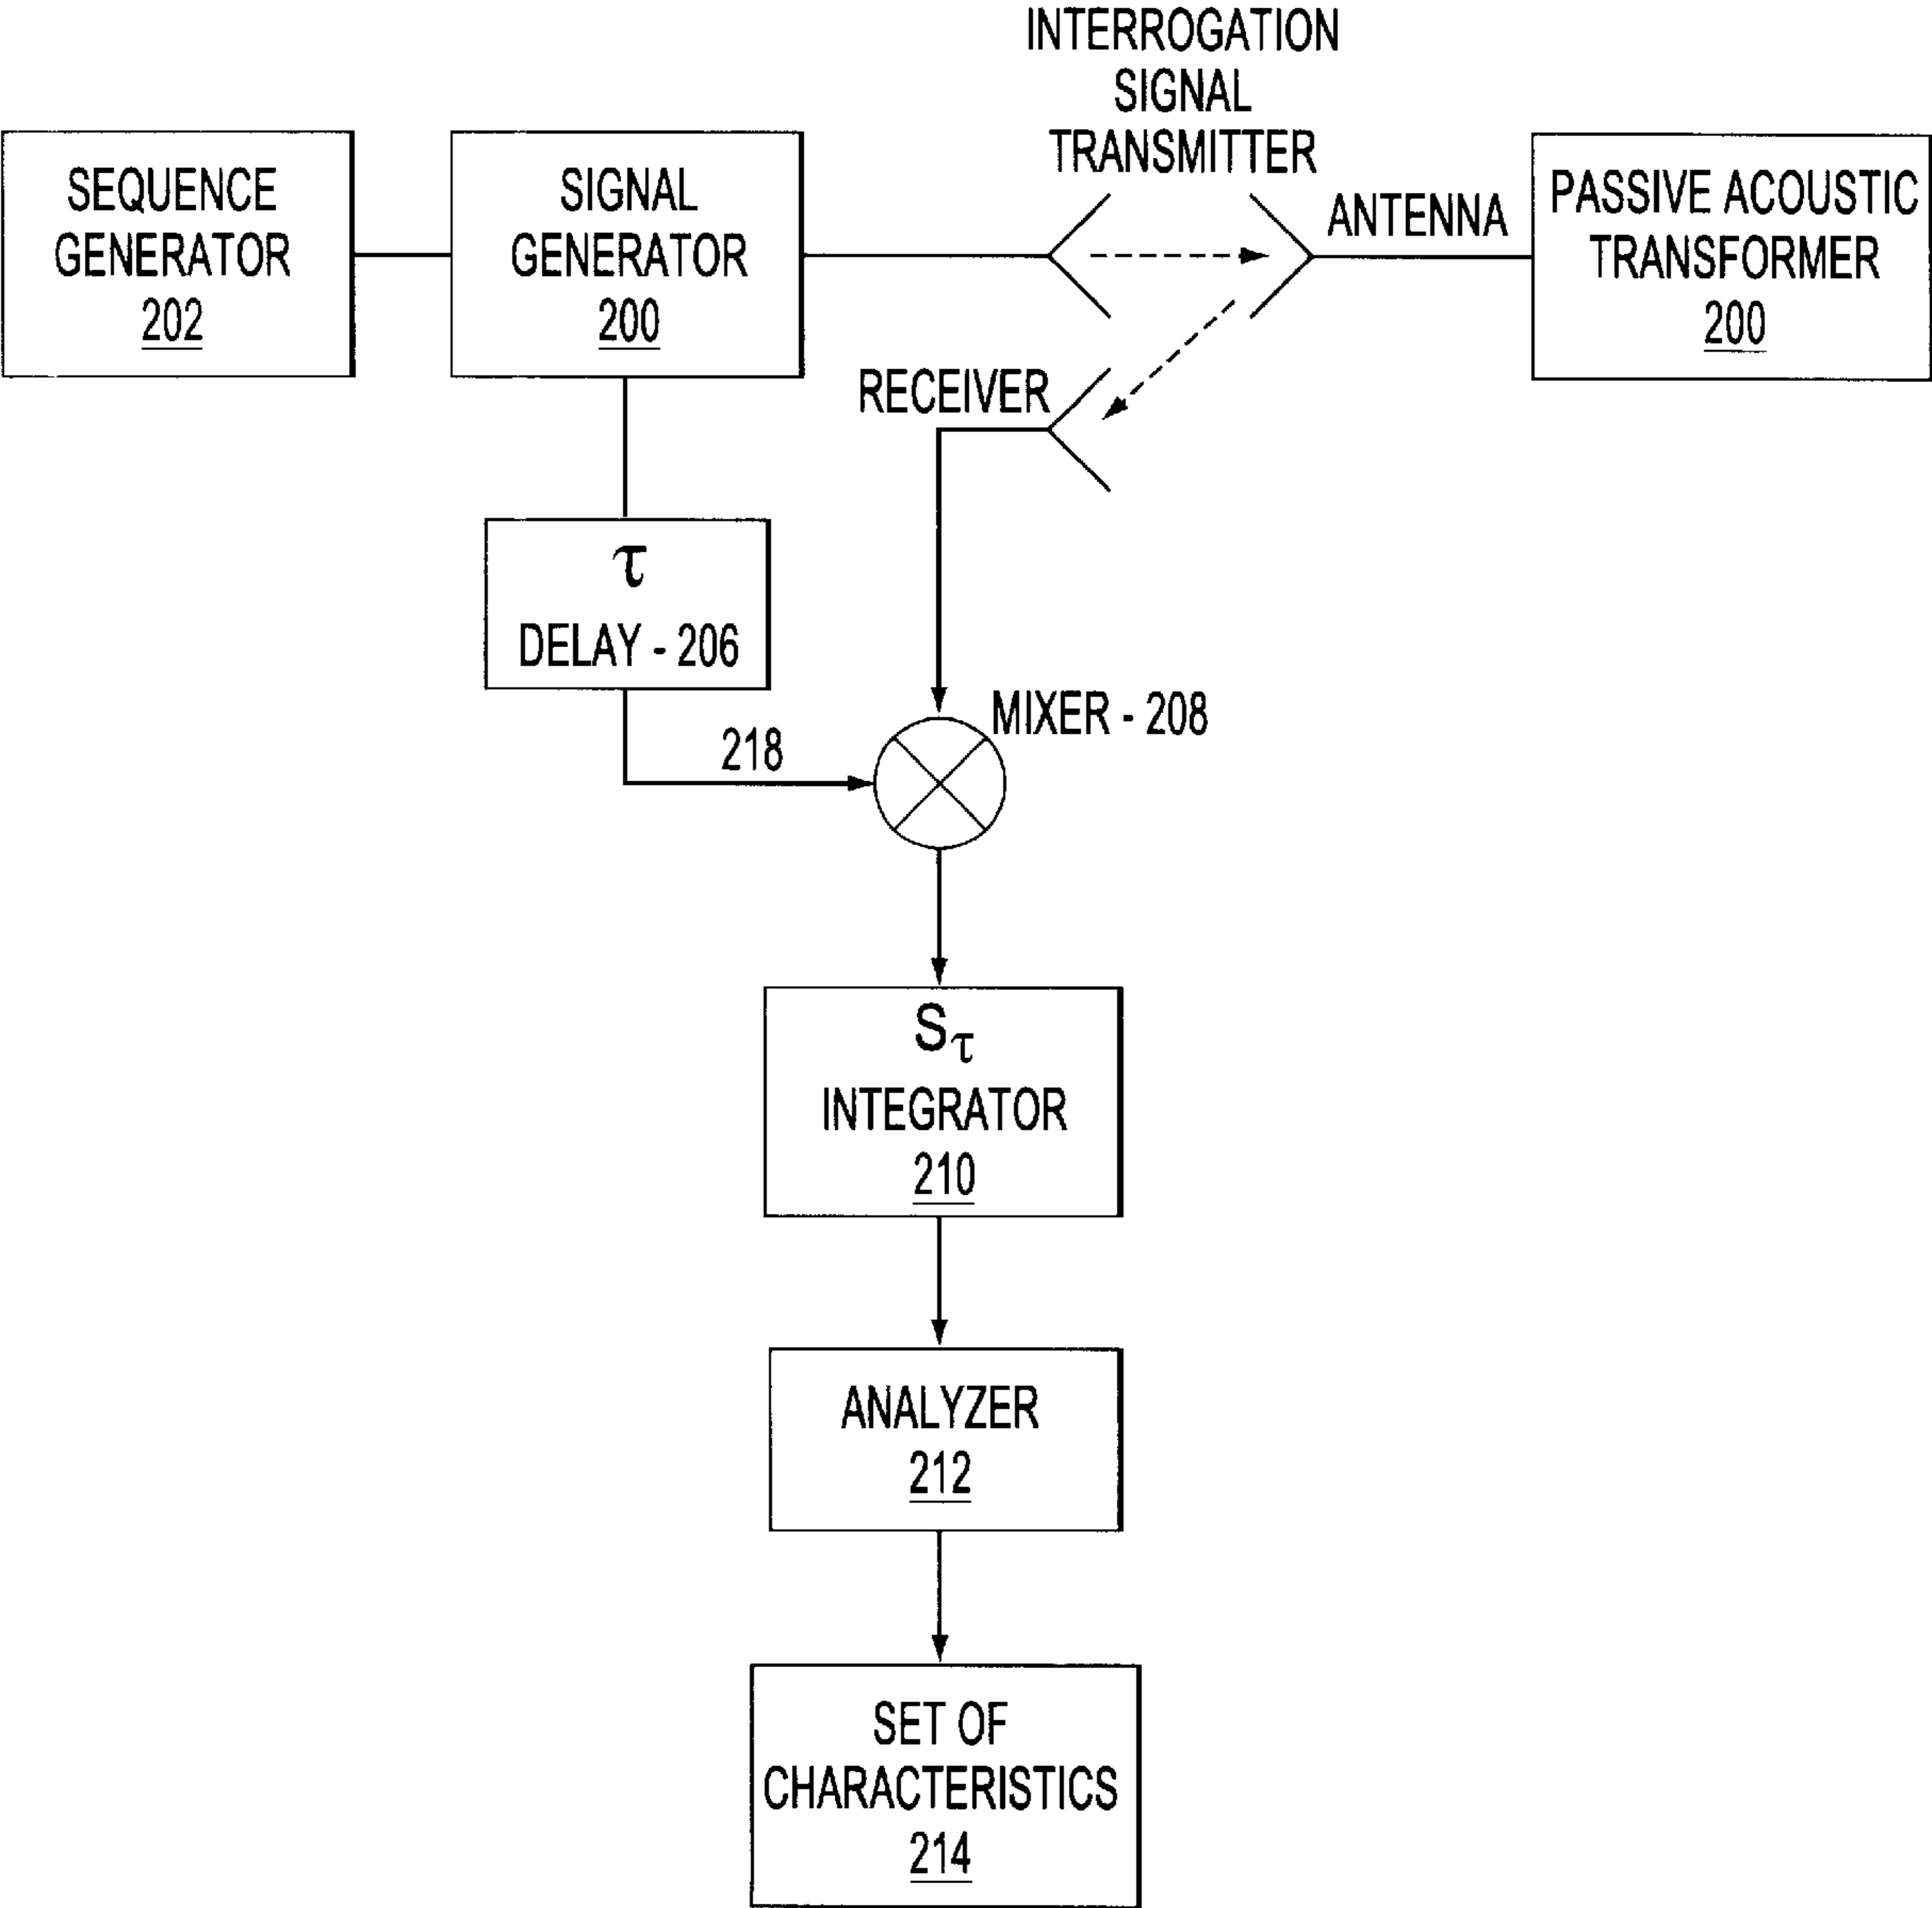 INTERROGATION
SIGNAL
TRANSMITTER
SEQUENCE
GENERATOR
202
SIGNAL
GENERATOR
200
ANTENNA
PASSIVE ACOUSTIC
TRANSFORMER
200
RECEIVER
τ
DELAY - 206
218
MIXER - 208
Sτ
INTEGRATOR
210
ANALYZER
212
SET OF
CHARACTERISTICS
214